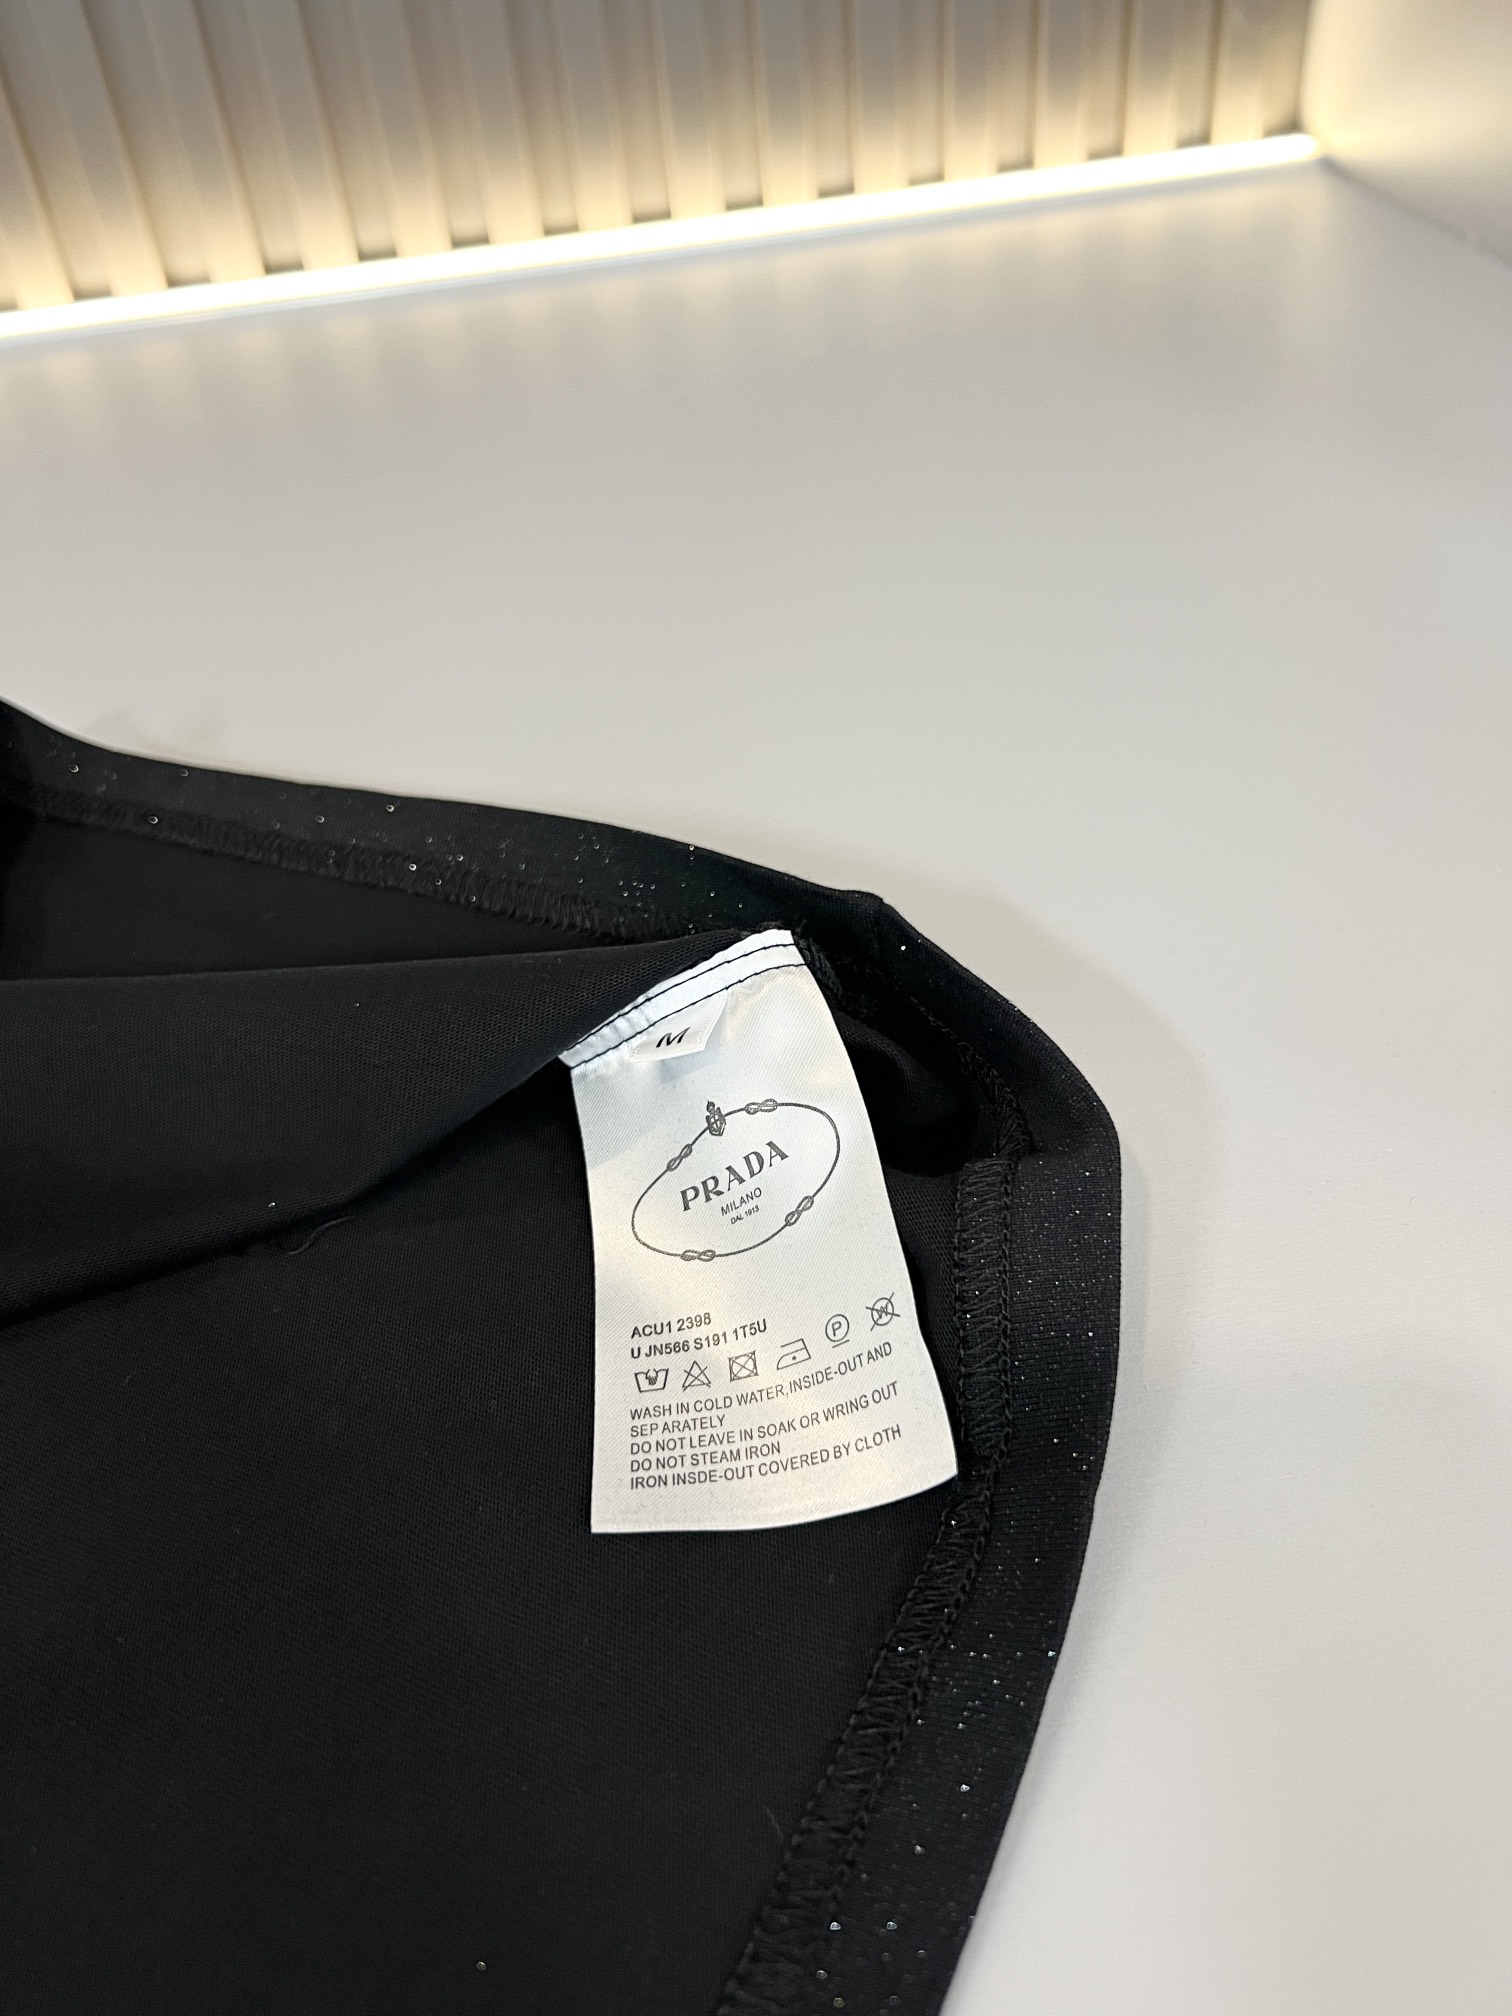 M
PRADA
MILANO
DAL 1913
ACU1 2398
U JN566 S191 1T5U
P
W
WASH IN COLD WATER,INSIDE-OUT AND
SEP ARATELY
DO NOT LEAVE IN SOAK OR WRING OUT
DO NOT STEAM IRON
IRON INSDE-OUT COVERED BY CLOTH